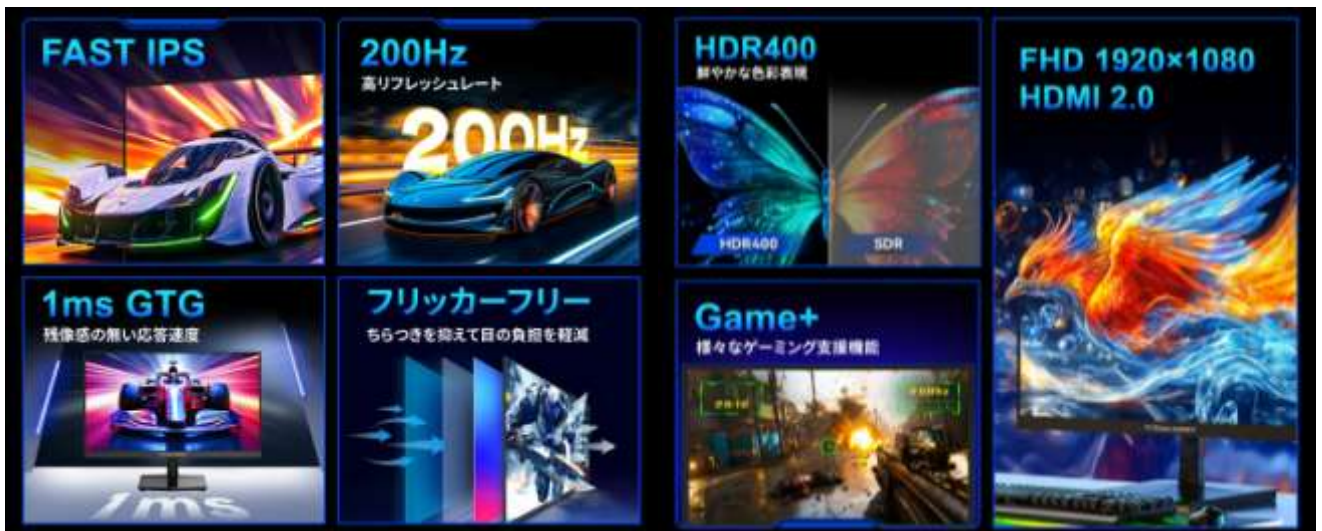 FAST IPS
200Hz
高リフレッシュレート
200Hz
HDR400
鮮やかな色彩表現
HDR400
SDR
FHD 1920×1080
HDMI 2.0
1ms GTG
残像感の無い応答速度
1ms
フリッカーフリー
ちらつきを抑えて目の負担を軽減
Game+
様々なゲーミング支援機能